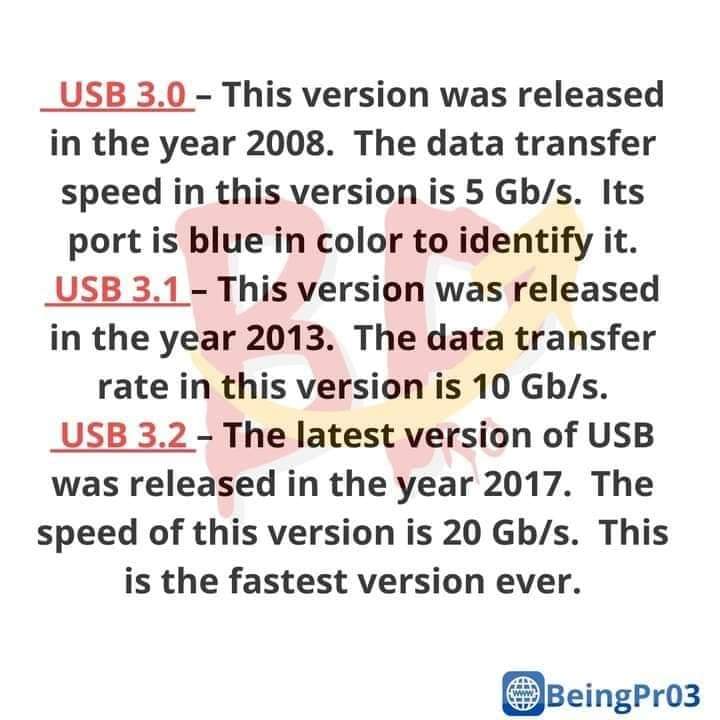 USB 3.0 – This version was released
in the year 2008. The data transfer
speed in this version is 5 Gb/s. Its
port is blue in color to identify it.
USB 3.1 – This version was released
in the year 2013. The data transfer
rate in this version is 10 Gb/s.
USB 3.2 – The latest version of USB
was released in the year 2017. The
speed of this version is 20 Gb/s. This
is the fastest version ever.
www BeingPr03